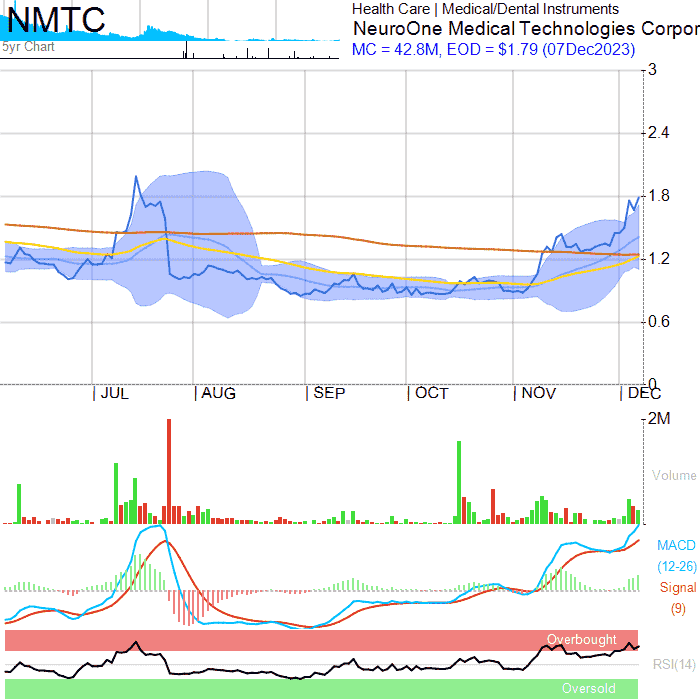 NMTC
5yr Chart
Health Care | Medical/Dental Instruments
NeuroOne Medical Technologies Corpor
MC = 42.8M, EOD = $1.79 (07Dec2023)
3
2.4
1.8
1.2
0.6
0
JUL AUG SEP OCT NOV DEC
2M
Volume
MACD
(12-26)
Signal
(9)
Overbought
RSI(14)
Oversold